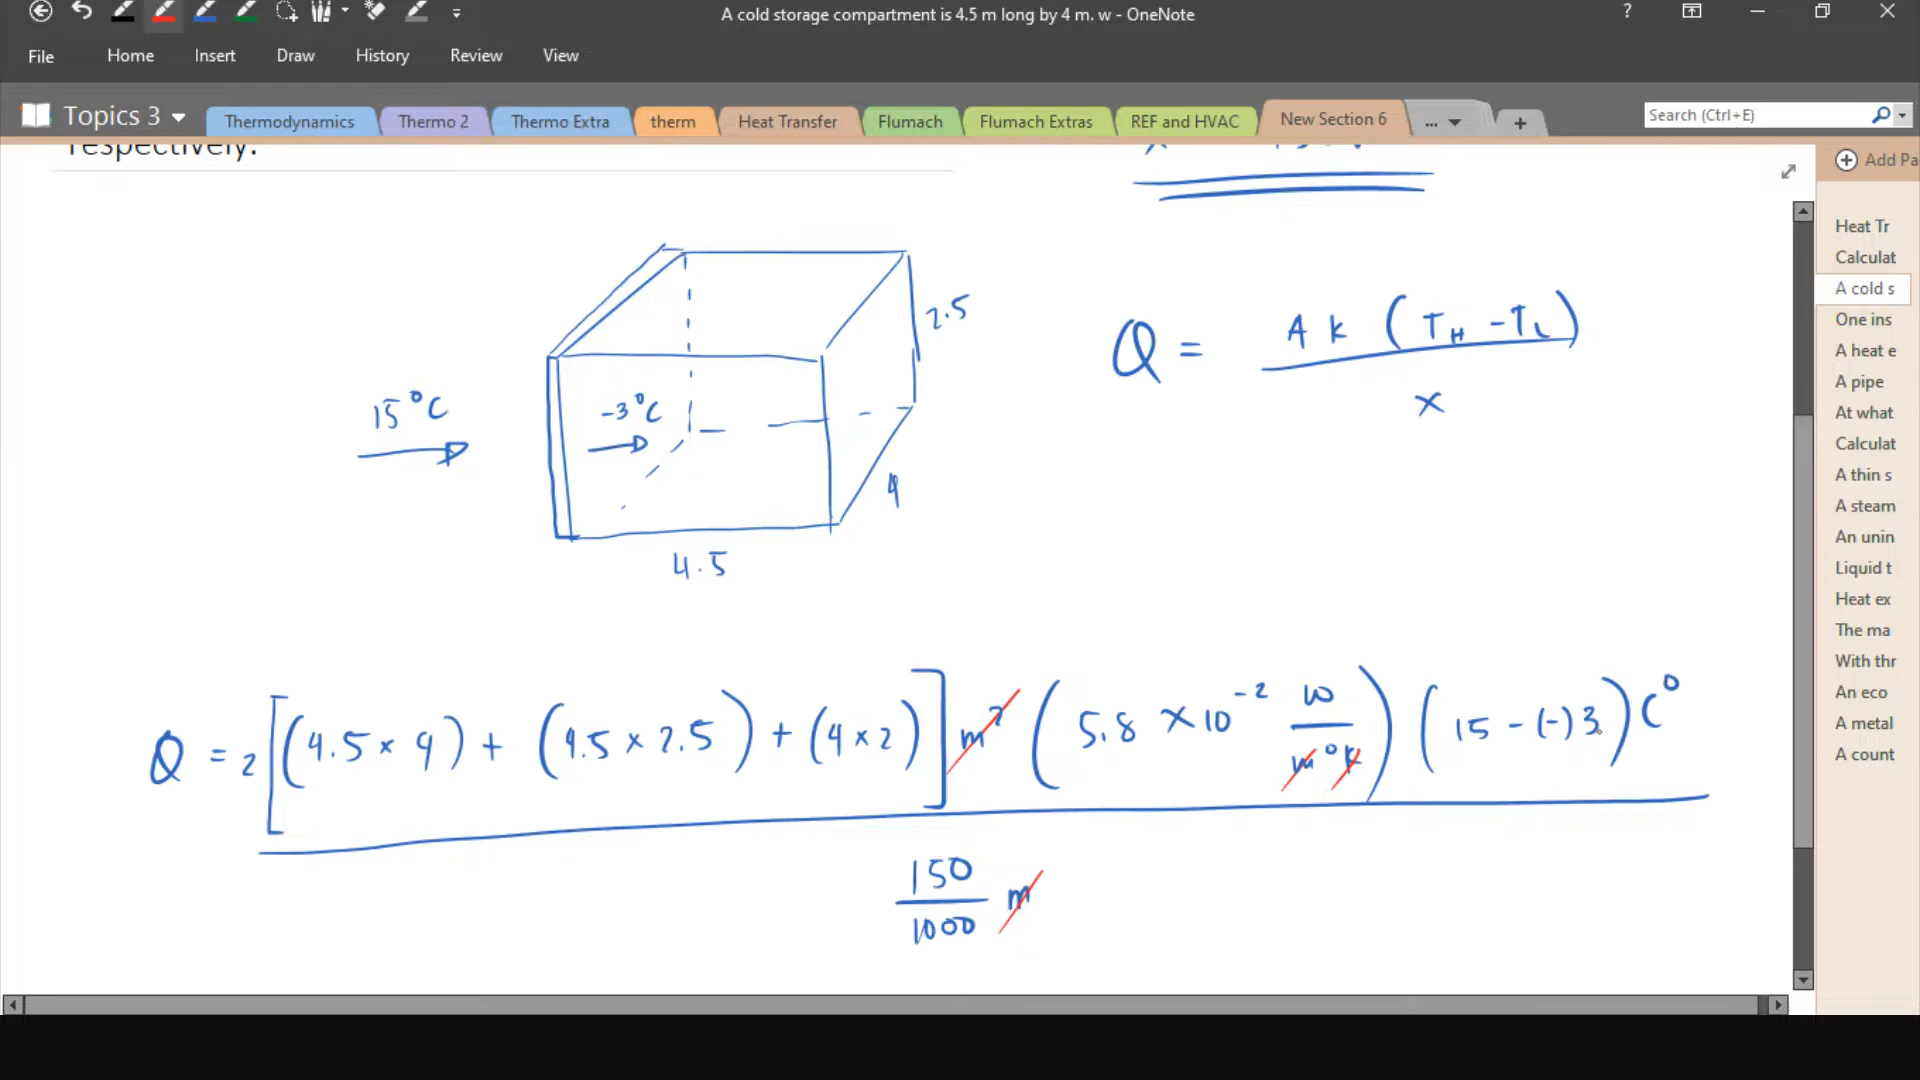 A cold storage compartment is 4.5 m long by 4 m. w - OneNote
?
File Home Insert Draw History Review View
Topics 3
Thermodynamics Thermo 2 Thermo Extra therm Heat Transfer Flumach Flumach Extras REF and HVAC New Section 6 ... +
Search (Ctrl+E)
Add Pa
respectively.
Heat Tr
Calculat
A cold s
One ins
A heat e
A pipe
At what
Calculat
A thin s
A steam
An unin
Liquid t
Heat ex
The ma
With thr
An eco
A metal
A count
2.5
15°C
-3°C
4
4.5
Q = A K (TH - TL)
x
Q = 2 [(4.5 × 4) + (4.5 × 2.5) + (4 × 2)] m² (5.8 × 10⁻² W / m°K) (15 - (-)3) C°
150
1000 m